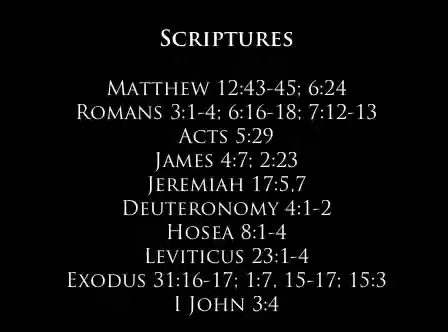 SCRIPTURES
MATTHEW 12:43-45; 6:24
ROMANS 3:1-4; 6:16-18; 7:12-13
ACTS 5:29
JAMES 4:7; 2:23
JEREMIAH 17:5,7
DEUTERONOMY 4:1-2
HOSEA 8:1-4
LEVITICUS 23:1-4
EXODUS 31:16-17; 1:7, 15-17; 15:3
I JOHN 3:4